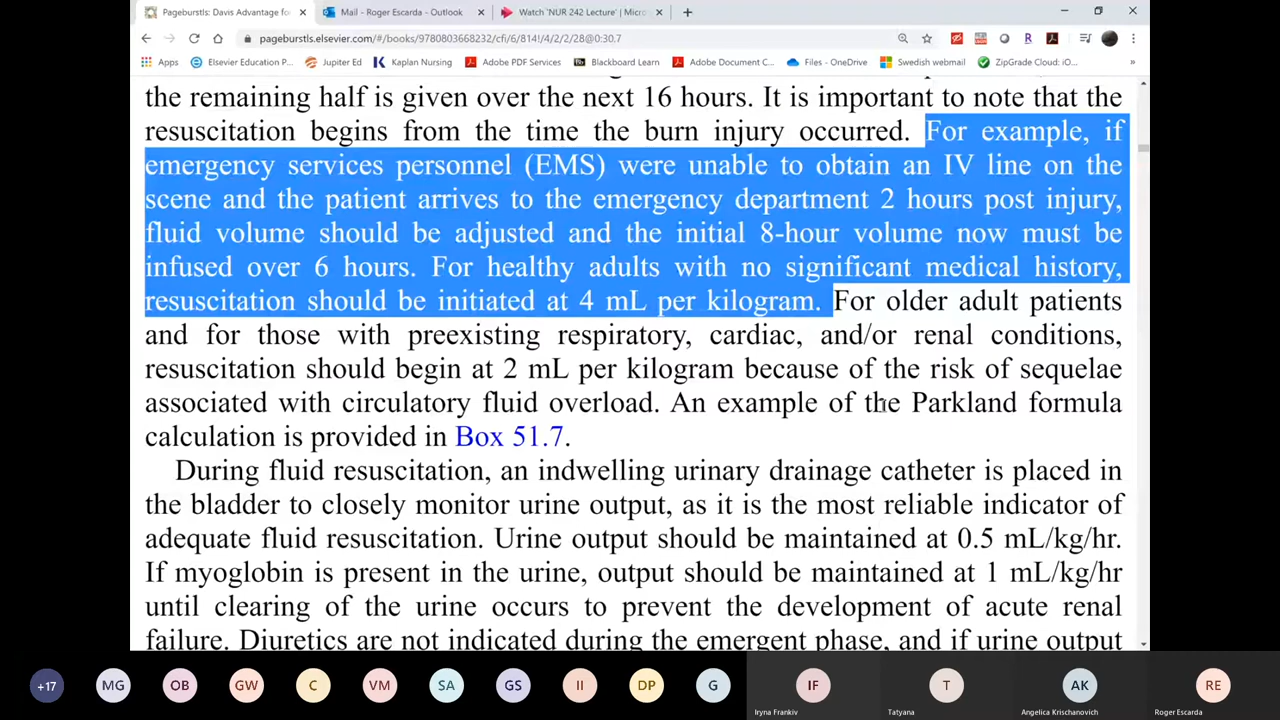 Pageburstls: Davis Advantage for
Mail - Roger Escarda - Outlook
Watch 'NUR 242 Lecture' | Micro
pageburstls.elsevier.com/#/books/9780803668232/cfi/6/814!/4/2/2/28@0:30.7
Apps
Elsevier Education P...
Jupiter Ed
Kaplan Nursing
Adobe PDF Services
Blackboard Learn
Adobe Document C...
Files - OneDrive
Swedish webmail
ZipGrade Cloud: iO...
the remaining half is given over the next 16 hours. It is important to note that the
resuscitation begins from the time the burn injury occurred. For example, if
emergency services personnel (EMS) were unable to obtain an IV line on the
scene and the patient arrives to the emergency department 2 hours post injury,
fluid volume should be adjusted and the initial 8-hour volume now must be
infused over 6 hours. For healthy adults with no significant medical history,
resuscitation should be initiated at 4 mL per kilogram. For older adult patients
and for those with preexisting respiratory, cardiac, and/or renal conditions,
resuscitation should begin at 2 mL per kilogram because of the risk of sequelae
associated with circulatory fluid overload. An example of the Parkland formula
calculation is provided in Box 51.7.
During fluid resuscitation, an indwelling urinary drainage catheter is placed in
the bladder to closely monitor urine output, as it is the most reliable indicator of
adequate fluid resuscitation. Urine output should be maintained at 0.5 mL/kg/hr.
If myoglobin is present in the urine, output should be maintained at 1 mL/kg/hr
until clearing of the urine occurs to prevent the development of acute renal
failure. Diuretics are not indicated during the emergent phase, and if urine output
+17
MG
OB
GW
C
VM
SA
GS
II
DP
G
IF
T
AK
RE
Iryna Frankiv
Tatyana
Angelica Krischanovich
Roger Escarda